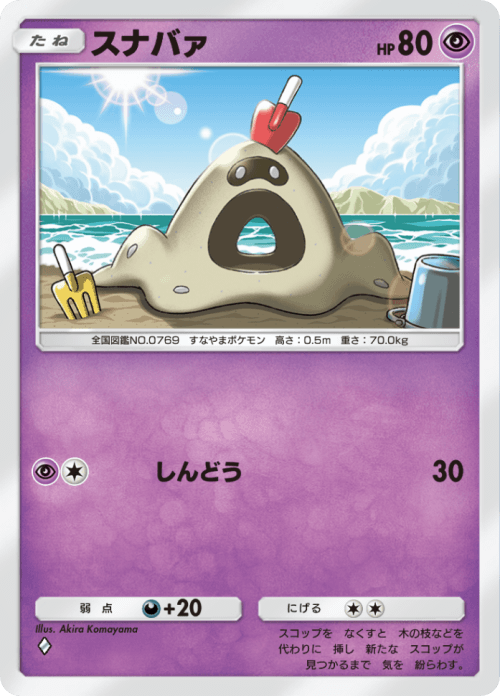 たね スナバァ HP80
全国図鑑NO.0769 すなやまポケモン 高さ:0.5m 重さ:70.0kg
しんどう 30
弱点 +20 にげる
Illus. Akira Komayama
スコップを なくすと 木の枝などを
代わりに 挿し 新たな スコップが
見つかるまで 気を 紛らわす。